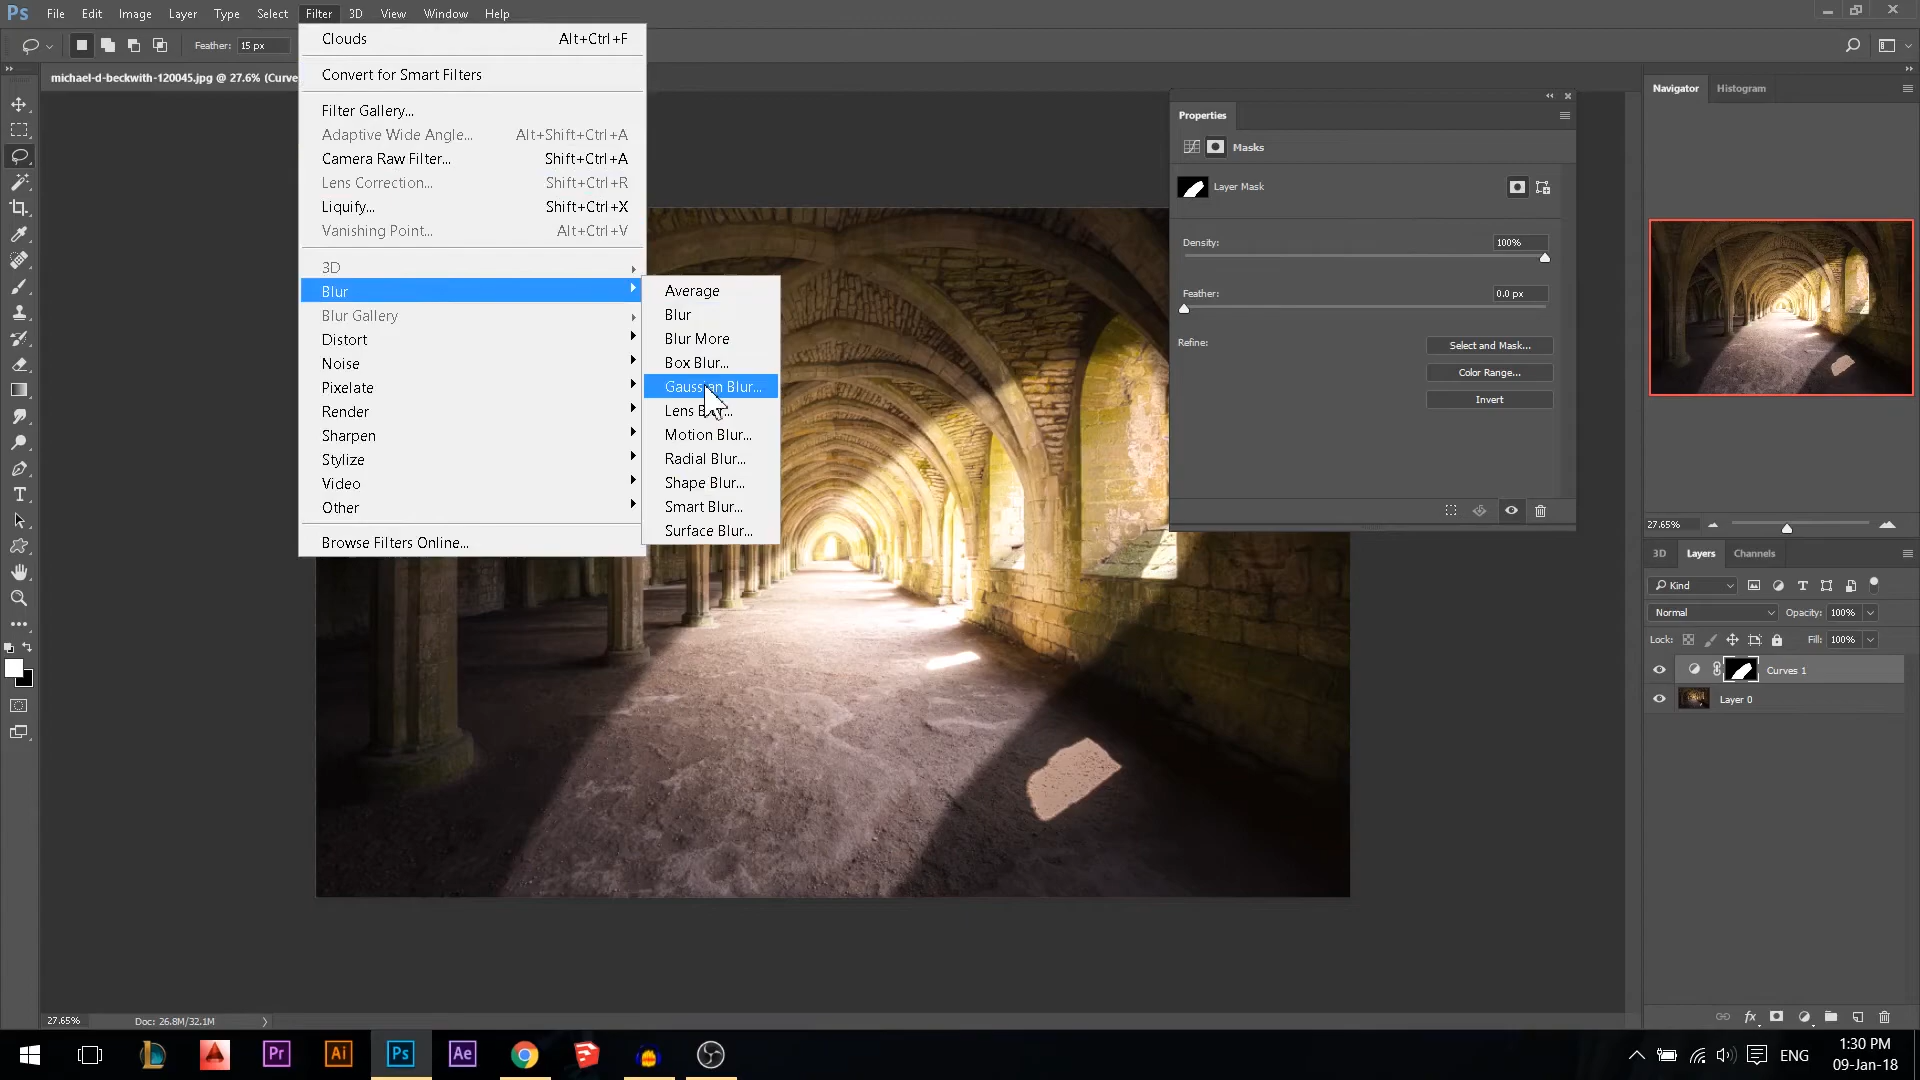 Ps File Edit Image Layer Type Select Filter 3D View Window Help
Feather: 15 px
michael-d-beckwith-120045.jpg @ 27.6% (Curve
Clouds Alt+Ctrl+F
Convert for Smart Filters
Filter Gallery...
Adaptive Wide Angle... Alt+Shift+Ctrl+A
Camera Raw Filter... Shift+Ctrl+A
Lens Correction... Shift+Ctrl+R
Liquify... Shift+Ctrl+X
Vanishing Point... Alt+Ctrl+V
3D
Blur
Blur Gallery
Distort
Noise
Pixelate
Render
Sharpen
Stylize
Video
Other
Browse Filters Online...
Average
Blur
Blur More
Box Blur...
Gaussian Blur...
Lens B...
Motion Blur...
Radial Blur...
Shape Blur...
Smart Blur...
Surface Blur...
Properties
Masks
Layer Mask
Density: 100%
Feather: 0.0 px
Refine:
Select and Mask...
Color Range...
Invert
Navigator Histogram
27.65%
3D Layers Channels
Kind
Normal Opacity: 100%
Lock: Fill: 100%
Curves 1
Layer 0
27.65% Doc: 26.8M/32.1M
Pr Ai Ps Ae
ENG
1:30 PM
09-Jan-18